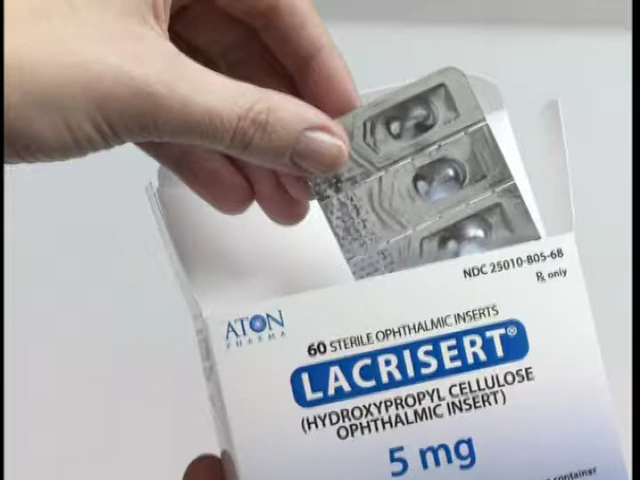 NDC 25010-805-68
Rx only
ATON
PHARMA
60 STERILE OPHTHALMIC INSERTS
LACRISERT®
(HYDROXYPROPYL CELLULOSE
OPHTHALMIC INSERT)
5 mg
container